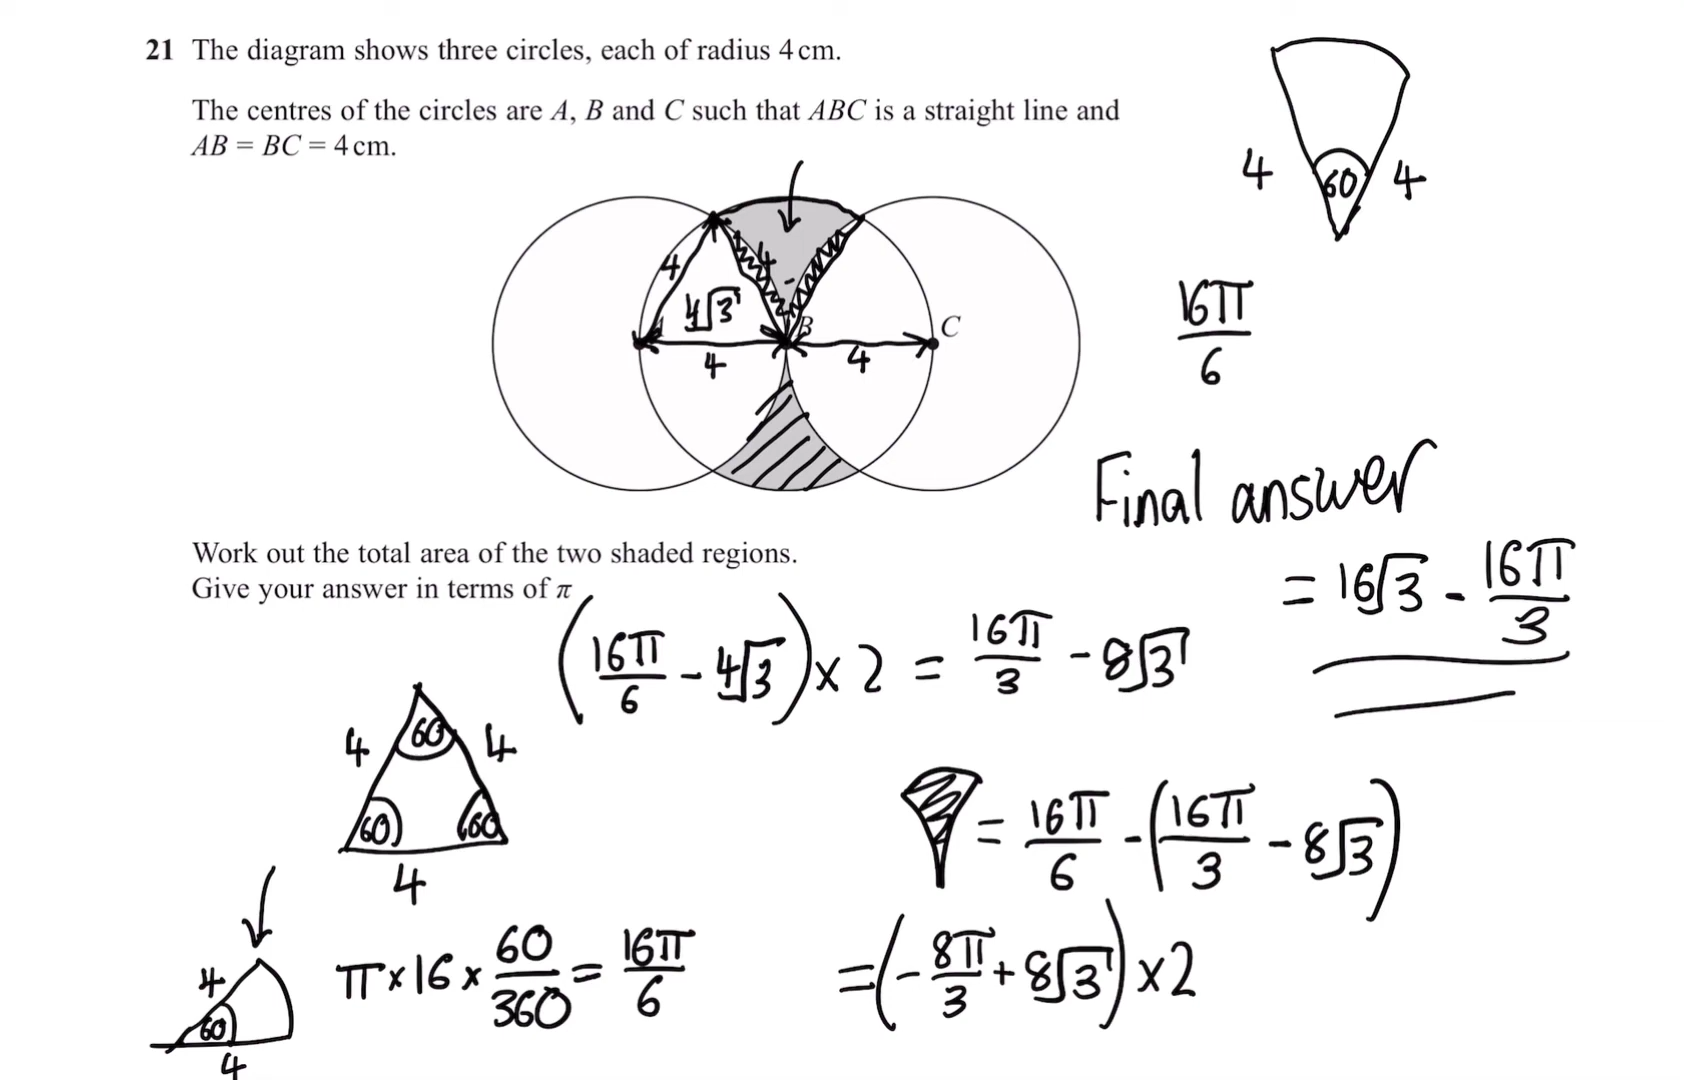 21 The diagram shows three circles, each of radius 4 cm.
The centres of the circles are A, B and C such that ABC is a straight line and
AB = BC = 4 cm.
4 60 4
16π/6
4 4 4√3 B C
4 4
Final answer
= 16√3 - 16π/3
Work out the total area of the two shaded regions.
Give your answer in terms of π
(16π/6 - 4√3) × 2 = 16π/3 - 8√3
4 60 4
60 60
4
= 16π/6 - (16π/3 - 8√3)
4
60
4
π × 16 × 60/360 = 16π/6
= (-8π/3 + 8√3) × 2